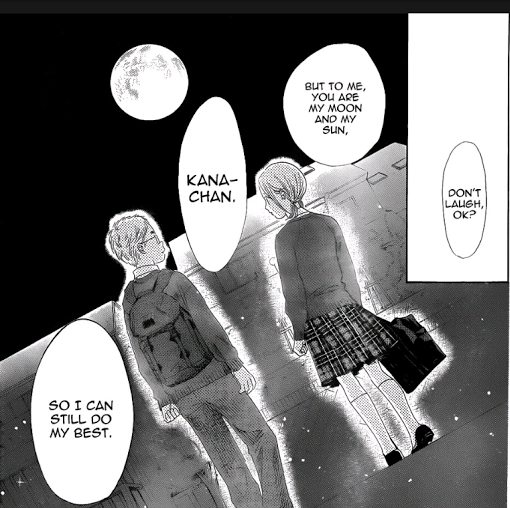 DON'T
LAUGH,
OK?
BUT TO ME,
YOU ARE
MY MOON
AND MY
SUN,
KANA-
CHAN.
SO I CAN
STILL DO
MY BEST.